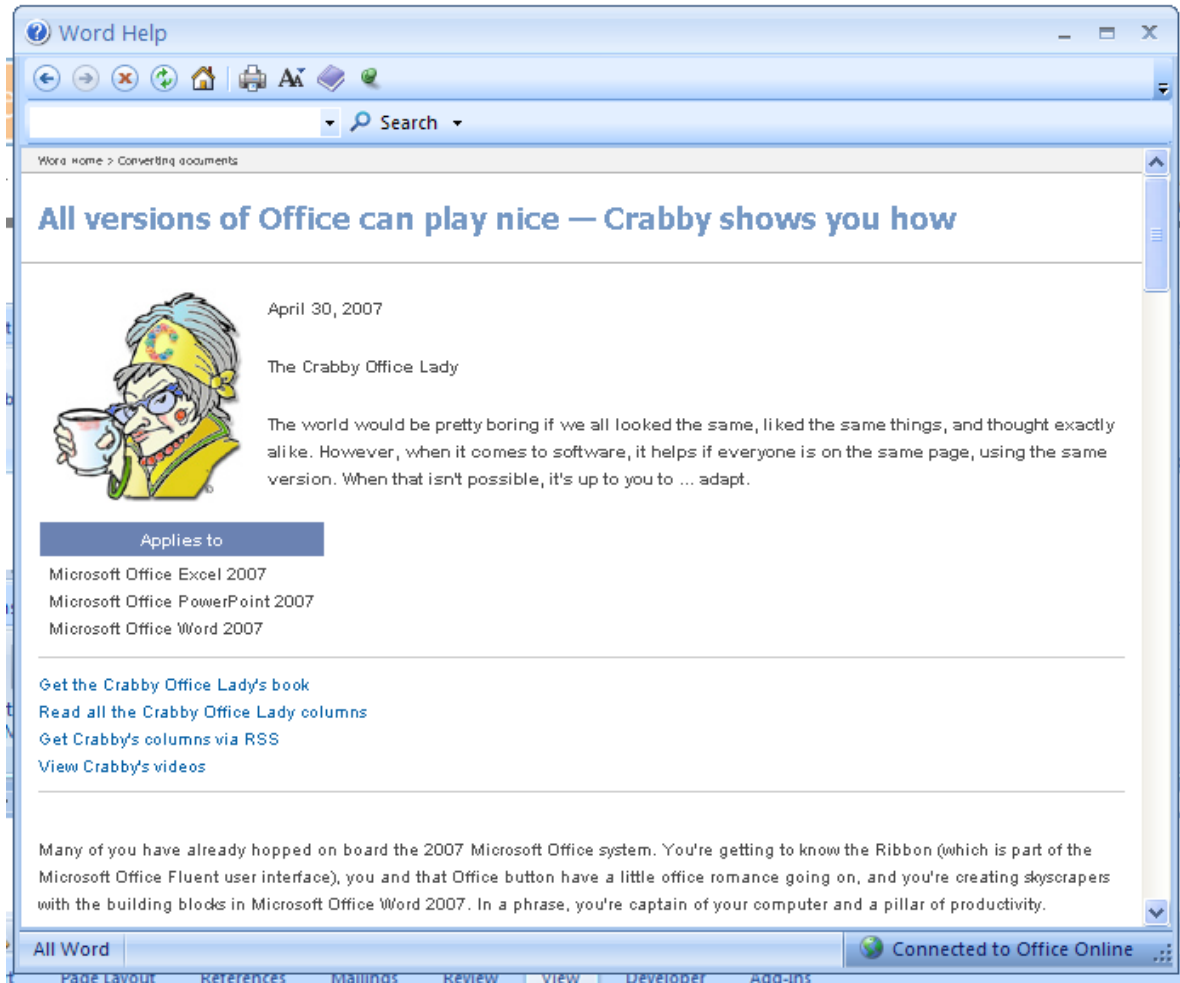 Word Help
Search
Word Home > Converting documents
All versions of Office can play nice — Crabby shows you how
C
April 30, 2007
The Crabby Office Lady
The world would be pretty boring if we all looked the same, liked the same things, and thought exactly
alike. However, when it comes to software, it helps if everyone is on the same page, using the same
version. When that isn't possible, it's up to you to ... adapt.
Applies to
Microsoft Office Excel 2007
Microsoft Office PowerPoint 2007
Microsoft Office Word 2007
Get the Crabby Office Lady's book
Read all the Crabby Office Lady columns
Get Crabby's columns via RSS
View Crabby's videos
Many of you have already hopped on board the 2007 Microsoft Office system. You're getting to know the Ribbon (which is part of the
Microsoft Office Fluent user interface), you and that Office button have a little office romance going on, and you're creating skyscrapers
with the building blocks in Microsoft Office Word 2007. In a phrase, you're captain of your computer and a pillar of productivity.
All Word
Connected to Office Online
Page Layout References Mailings Review View Developer Add-Ins